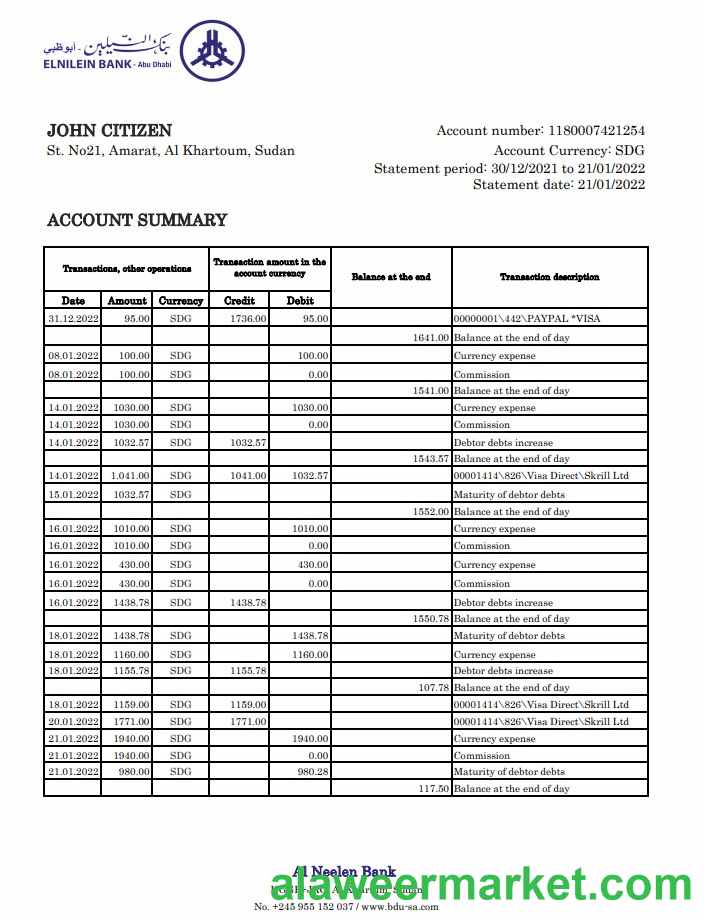 بنك النيلين - أبوظبي
ELNILEIN BANK - Abu Dhabi
JOHN CITIZEN
St. No21, Amarat, Al Khartoum, Sudan
Account number: 1180007421254
Account Currency: SDG
Statement period: 30/12/2021 to 21/01/2022
Statement date: 21/01/2022
ACCOUNT SUMMARY
Transactions, other operations Transaction amount in the account currency Balance at the end Transaction description
Date Amount Currency Credit Debit
31.12.2022 95.00 SDG 1736.00 95.00 00000001\442\PAYPAL *VISA
1641.00 Balance at the end of day
08.01.2022 100.00 SDG 100.00 Currency expense
08.01.2022 100.00 SDG 0.00 Commission
1541.00 Balance at the end of day
14.01.2022 1030.00 SDG 1030.00 Currency expense
14.01.2022 1030.00 SDG 0.00 Commission
14.01.2022 1032.57 SDG 1032.57 Debtor debts increase
1543.57 Balance at the end of day
14.01.2022 1.041.00 SDG 1041.00 1032.57 00001414\826\Visa Direct\Skrill Ltd
15.01.2022 1032.57 SDG Maturity of debtor debts
1552.00 Balance at the end of day
16.01.2022 1010.00 SDG 1010.00 Currency expense
16.01.2022 1010.00 SDG 0.00 Commission
16.01.2022 430.00 SDG 430.00 Currency expense
16.01.2022 430.00 SDG 0.00 Commission
16.01.2022 1438.78 SDG 1438.78 Debtor debts increase
1550.78 Balance at the end of day
18.01.2022 1438.78 SDG 1438.78 Maturity of debtor debts
18.01.2022 1160.00 SDG 1160.00 Currency expense
18.01.2022 1155.78 SDG 1155.78 Debtor debts increase
107.78 Balance at the end of day
18.01.2022 1159.00 SDG 1159.00 00001414\826\Visa Direct\Skrill Ltd
20.01.2022 1771.00 SDG 1771.00 00001414\826\Visa Direct\Skrill Ltd
21.01.2022 1940.00 SDG 1940.00 Currency expense
21.01.2022 1940.00 SDG 0.00 Commission
21.01.2022 980.00 SDG 980.28 Maturity of debtor debts
117.50 Balance at the end of day
Al Neelen Bank
alaweermarket.com
No. +245 955 152 037 / www.bdu-sa.com